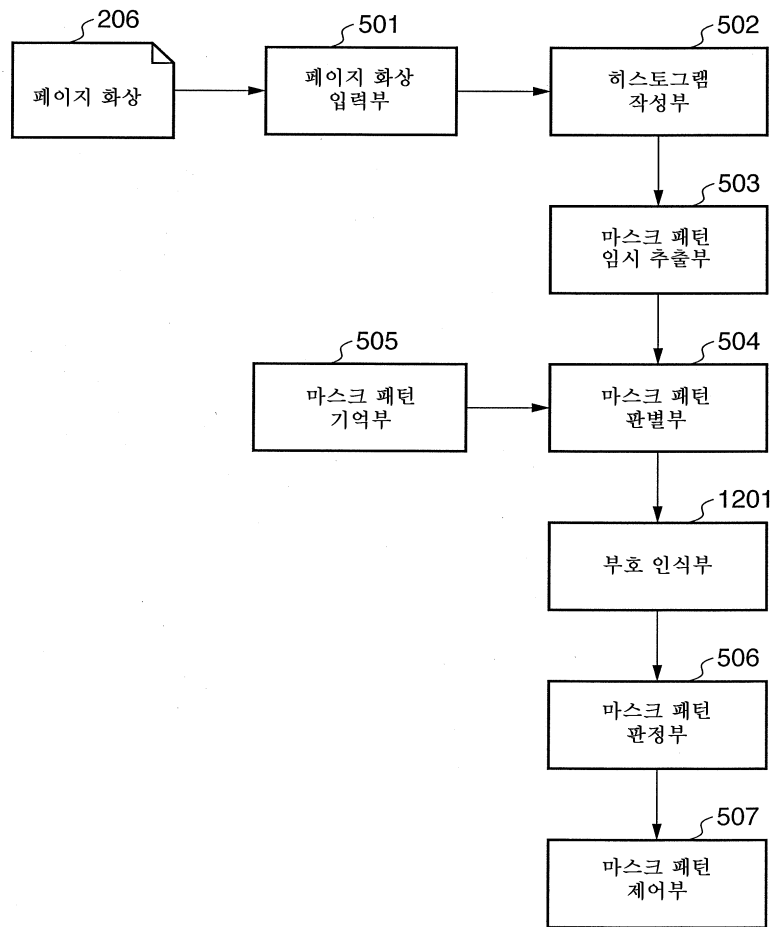 206
페이지 화상
501
페이지 화상
입력부
502
히스토그램
작성부
503
마스크 패턴
임시 추출부
505
마스크 패턴
기억부
504
마스크 패턴
판별부
1201
부호 인식부
506
마스크 패턴
판정부
507
마스크 패턴
제어부